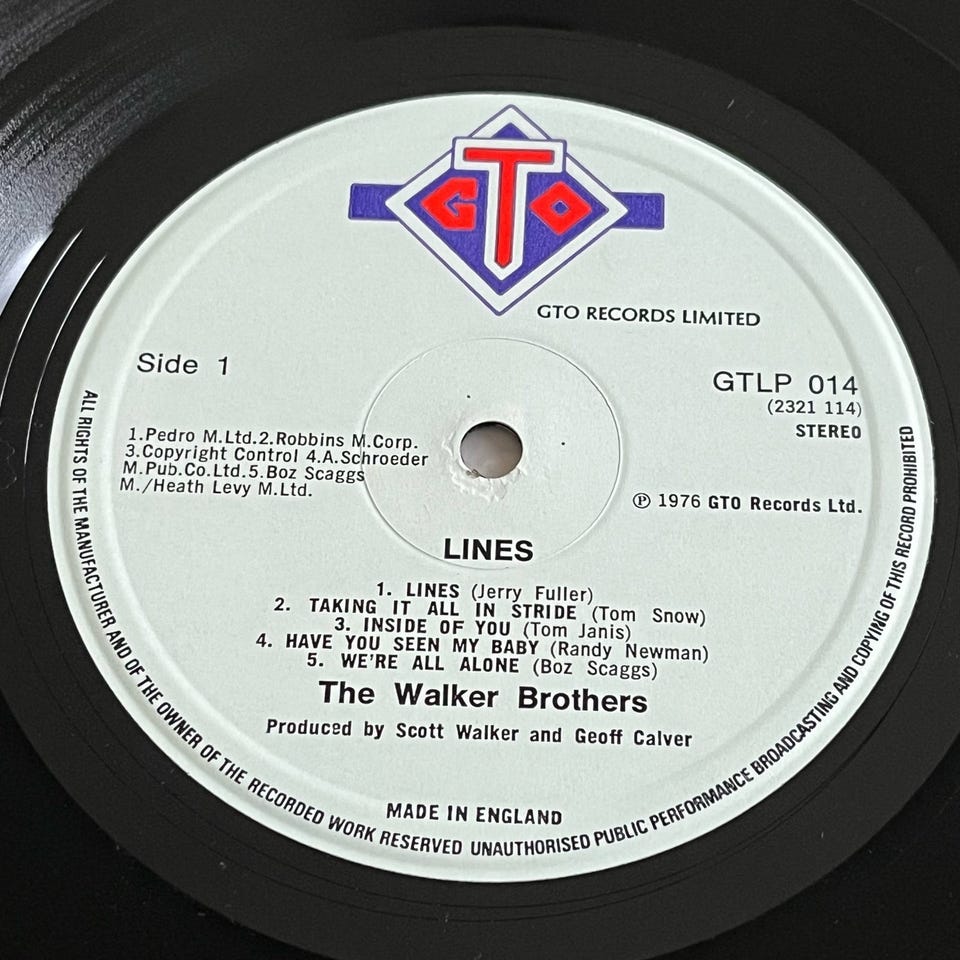 GTO
GTO RECORDS LIMITED
Side 1
GTLP 014
(2321 114)
STEREO
1.Pedro M.Ltd.2.Robbins M.Corp.
3.Copyright Control 4.A.Schroeder
M.Pub.Co.Ltd.5.Boz Scaggs
M./Heath Levy M.Ltd.
℗ 1976 GTO Records Ltd.
LINES
1. LINES (Jerry Fuller)
2. TAKING IT ALL IN STRIDE (Tom Snow)
3. INSIDE OF YOU (Tom Janis)
4. HAVE YOU SEEN MY BABY (Randy Newman)
5. WE'RE ALL ALONE (Boz Scaggs)
The Walker Brothers
Produced by Scott Walker and Geoff Calver
MADE IN ENGLAND
ALL RIGHTS OF THE MANUFACTURER AND OF THE OWNER OF THE RECORDED WORK RESERVED UNAUTHORISED PUBLIC PERFORMANCE BROADCASTING AND COPYING OF THIS RECORD PROHIBITED